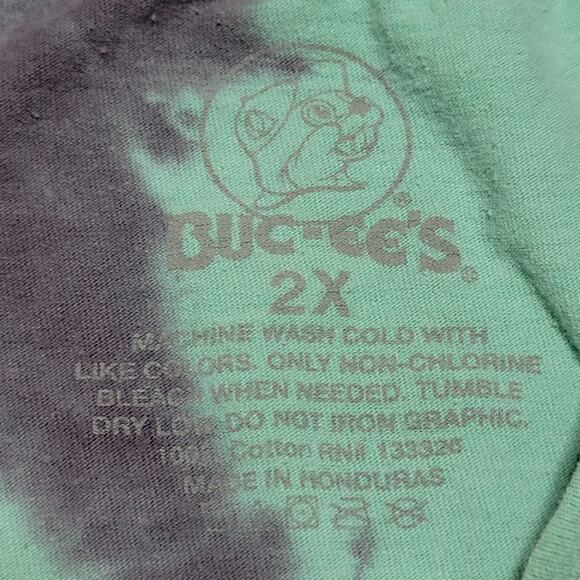 BUC-EE'S®
2X
MACHINE WASH COLD WITH
LIKE COLORS. ONLY NON-CHLORINE
BLEACH WHEN NEEDED. TUMBLE
DRY LOW. DO NOT IRON GRAPHIC.
100% Cotton RN# 133320
MADE IN HONDURAS